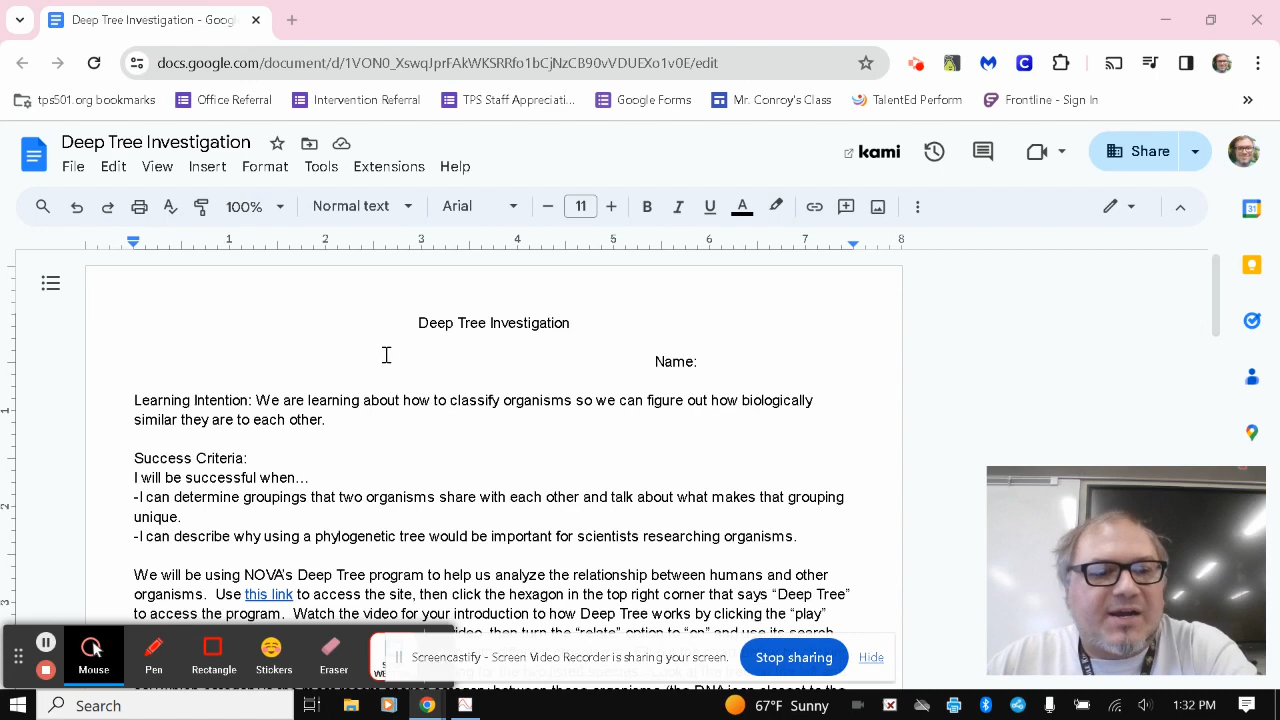 Deep Tree Investigation - Goog
docs.google.com/document/d/1VON0_XswqJprFAkWKSRRfo1bCjNzCB90vVDUEXo1v0E/edit
tps501.org bookmarks
Office Referral
Intervention Referral
TPS Staff Appreciati...
Google Forms
Mr. Conroy's Class
TalentEd Perform
Frontline - Sign In
Deep Tree Investigation
kami
Share
File Edit View Insert Format Tools Extensions Help
100% Normal text Arial 11
1 2 3 4 5 6 7 8
Deep Tree Investigation
Name:
Learning Intention: We are learning about how to classify organisms so we can figure out how biologically
similar they are to each other.
Success Criteria:
I will be successful when…
-I can determine groupings that two organisms share with each other and talk about what makes that grouping
unique.
-I can describe why using a phylogenetic tree would be important for scientists researching organisms.
We will be using NOVA's Deep Tree program to help us analyze the relationship between humans and other
organisms. Use this link to access the site, then click the hexagon in the top right corner that says “Deep Tree”
to access the program. Watch the video for your introduction to how Deep Tree works by clicking the “play”
Mouse Pen Rectangle Stickers Eraser
Screencastify - Screen Video Recorder is sharing your screen. Stop sharing Hide
Search
67°F Sunny
1:32 PM